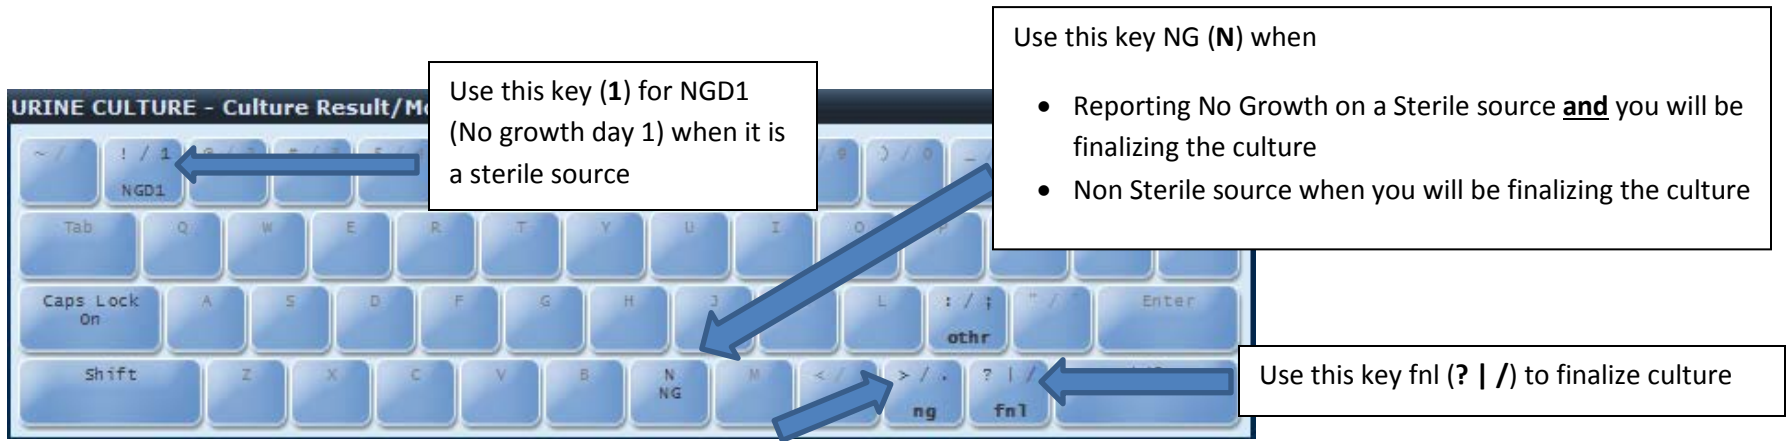 Use this key NG (N) when
• Reporting No Growth on a Sterile source and you will be
finalizing the culture
• Non Sterile source when you will be finalizing the culture
Use this key (1) for NGD1
(No growth day 1) when it is
a sterile source
URINE CULTURE - Culture Result/Mo
~ / ! / 1 / 9 ) / 0 _
NGD1
Tab Q W E R T Y U I O P
Caps Lock A S D F G H J L : / ; " / Enter
On othr
Shift Z X C V B N M < / > / . ? | /
NG ng fnl
Use this key fnl (? | /) to finalize culture